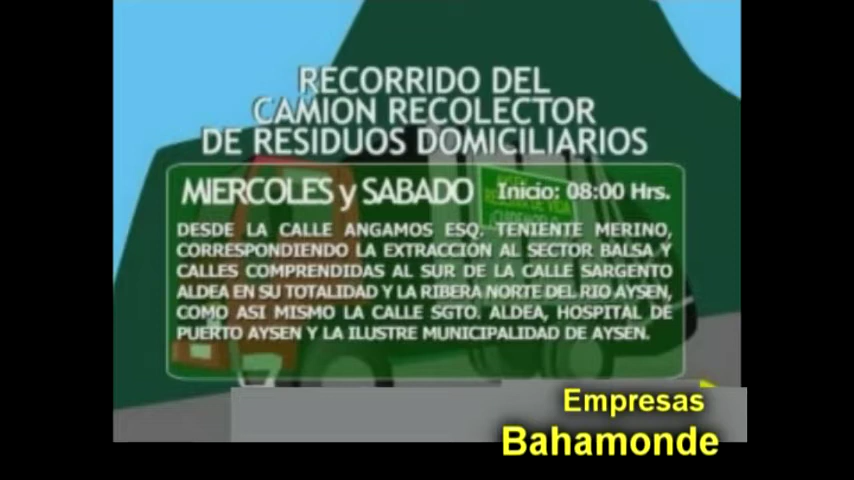 RECORRIDO DEL
CAMION RECOLECTOR
DE RESIDUOS DOMICILIARIOS
MIERCOLES y SABADO Inicio: 08:00 Hrs.
DESDE LA CALLE ANGAMOS ESQ. TENIENTE MERINO,
CORRESPONDIENDO LA EXTRACCIÓN AL SECTOR BALSA Y
CALLES COMPRENDIDAS AL SUR DE LA CALLE SARGENTO
ALDEA EN SU TOTALIDAD Y LA RIBERA NORTE DEL RIO AYSEN,
COMO ASI MISMO LA CALLE SGTO. ALDEA, HOSPITAL DE
PUERTO AYSEN Y LA ILUSTRE MUNICIPALIDAD DE AYSEN.
DE VIDA
Empresas
Bahamonde